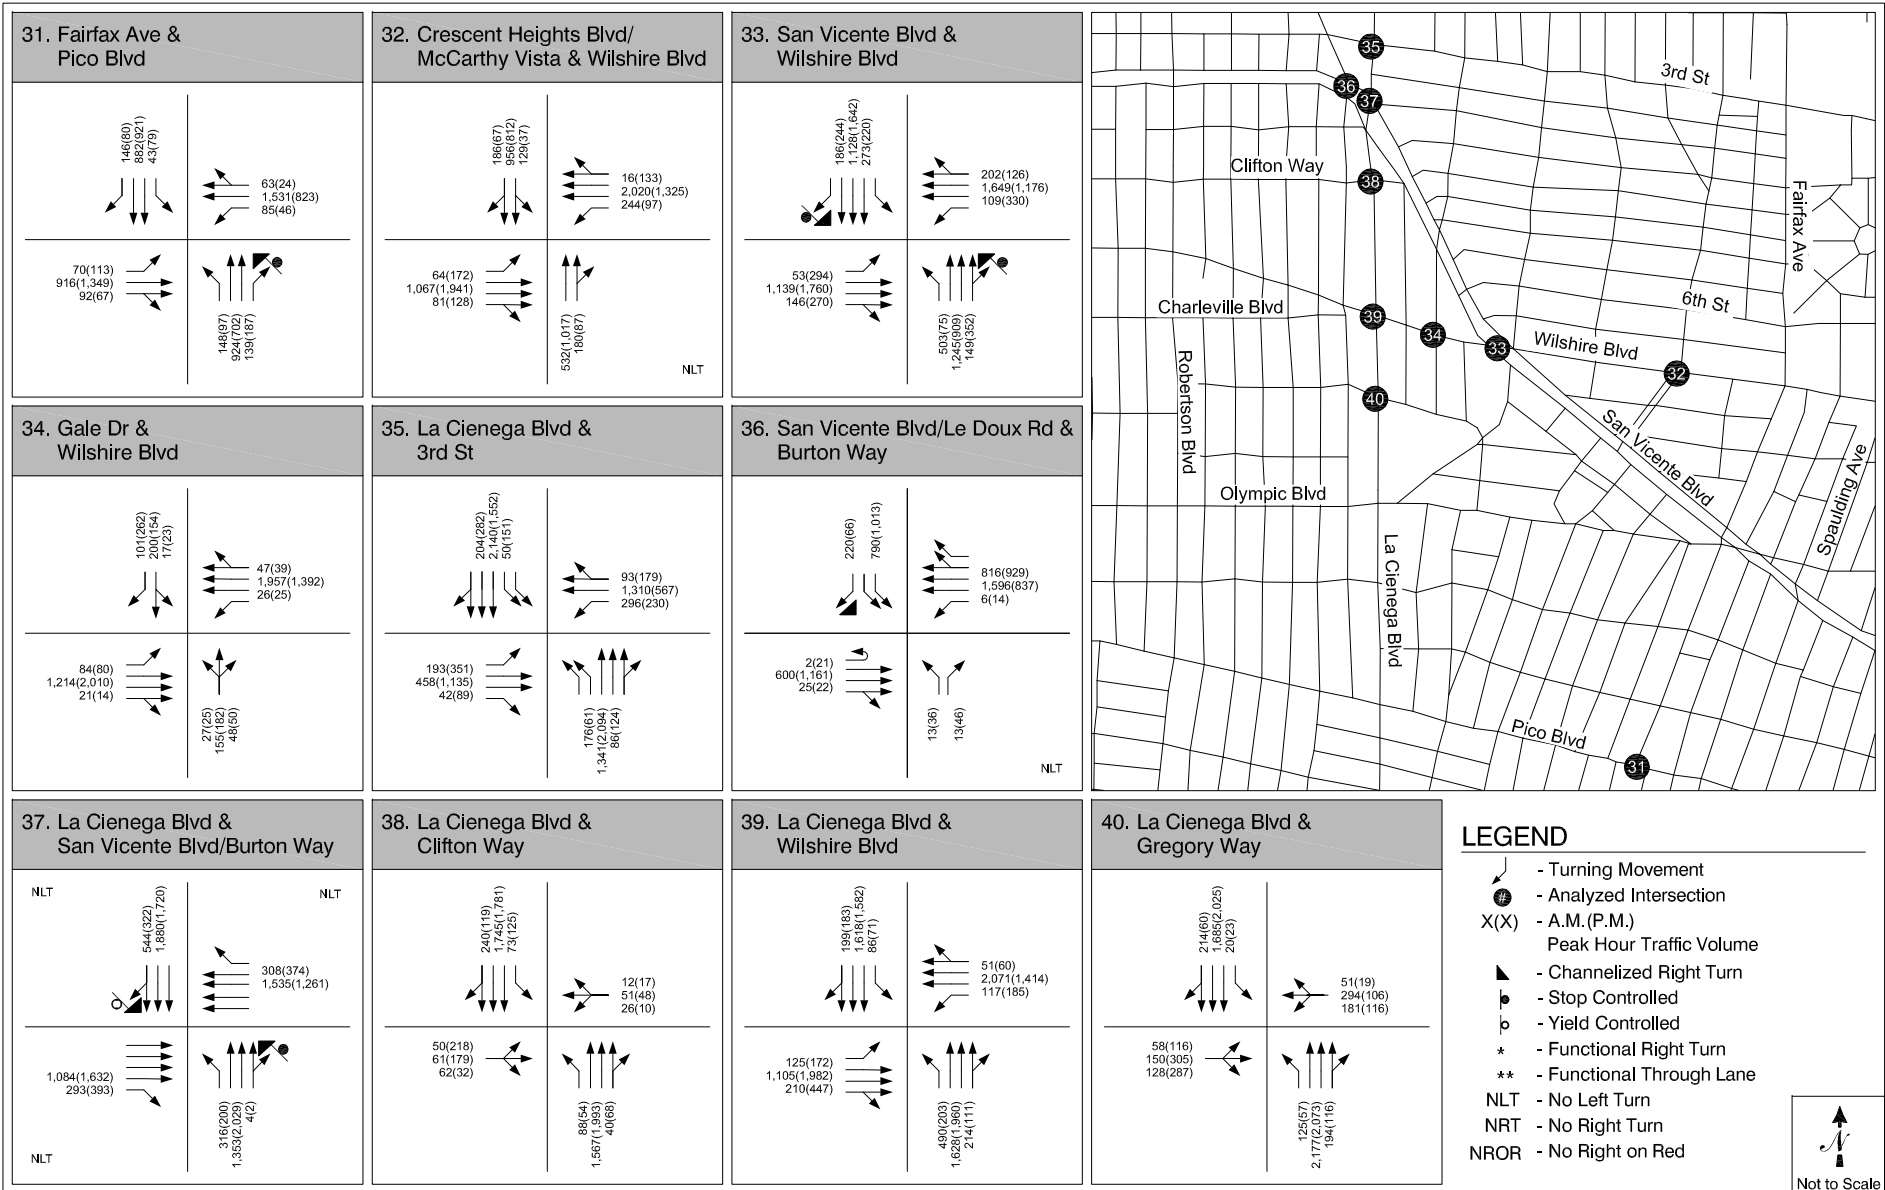 31. Fairfax Ave &
Pico Blvd
146(80)
882(921)
43(79)
63(24)
1,531(823)
85(46)
70(113)
916(1,349)
92(67)
148(97)
924(702)
139(187)
32. Crescent Heights Blvd/
McCarthy Vista & Wilshire Blvd
186(67)
956(812)
129(37)
16(133)
2,020(1,325)
244(97)
64(172)
1,067(1,941)
81(128)
532(1,017)
180(87)
NLT
33. San Vicente Blvd &
Wilshire Blvd
186(244)
1,128(1,642)
273(220)
202(126)
1,649(1,176)
109(330)
53(294)
1,139(1,760)
146(270)
503(75)
1,245(909)
149(352)
34. Gale Dr &
Wilshire Blvd
101(262)
200(154)
17(23)
47(39)
1,957(1,392)
26(25)
84(80)
1,214(2,010)
21(14)
27(25)
155(182)
48(50)
35. La Cienega Blvd &
3rd St
204(282)
2,140(1,552)
50(151)
93(179)
1,310(567)
296(230)
193(351)
458(1,135)
42(89)
176(61)
1,341(2,094)
86(124)
36. San Vicente Blvd/Le Doux Rd &
Burton Way
220(66)
790(1,013)
816(929)
1,596(837)
6(14)
2(21)
600(1,161)
25(22)
13(36)
13(46)
NLT
35
36
37
3rd St
Clifton Way
38
Fairfax Ave
6th St
Charleville Blvd
39
34
33
Wilshire Blvd
32
Robertson Blvd
40
San Vicente Blvd
Spaulding Ave
Olympic Blvd
La Cienega Blvd
Pico Blvd
31
37. La Cienega Blvd &
San Vicente Blvd/Burton Way
NLT
NLT
544(322)
1,880(1,720)
308(374)
1,535(1,261)
1,084(1,632)
293(393)
316(200)
1,353(2,029)
4(2)
NLT
38. La Cienega Blvd &
Clifton Way
240(119)
1,745(1,781)
73(125)
12(17)
51(48)
26(10)
50(218)
61(179)
62(32)
88(54)
1,567(1,993)
40(68)
39. La Cienega Blvd &
Wilshire Blvd
199(183)
1,618(1,582)
86(71)
51(60)
2,071(1,414)
117(185)
125(172)
1,105(1,982)
210(447)
490(203)
1,628(1,960)
214(111)
40. La Cienega Blvd &
Gregory Way
214(60)
1,685(2,025)
20(23)
51(19)
294(106)
181(116)
58(116)
150(305)
128(287)
125(57)
2,177(2,073)
194(116)
LEGEND
- Turning Movement
# - Analyzed Intersection
X(X) - A.M.(P.M.)
Peak Hour Traffic Volume
- Channelized Right Turn
- Stop Controlled
- Yield Controlled
* - Functional Right Turn
** - Functional Through Lane
NLT - No Left Turn
NRT - No Right Turn
NROR - No Right on Red
N
Not to Scale